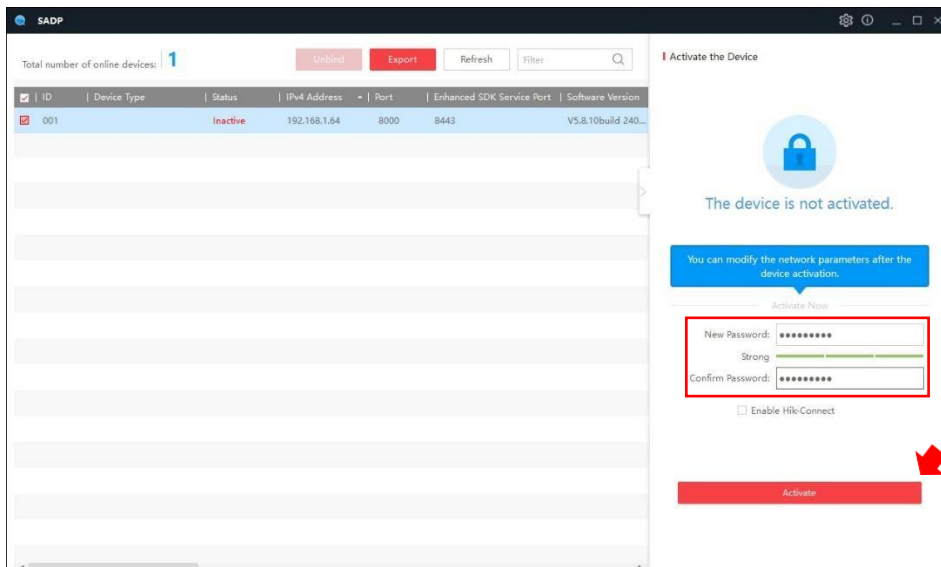 SADP
Total number of online devices: 1
Unbind
Export
Refresh
Filter
ID | Device Type | Status | IPv4 Address | Port | Enhanced SDK Service Port | Software Version
001 Inactive 192.168.1.64 8000 8443 V5.8.10build 240...
Activate the Device
The device is not activated.
You can modify the network parameters after the
device activation.
Activate Now
New Password: •••••••••
Strong
Confirm Password: •••••••••
Enable Hik-Connect
Activate